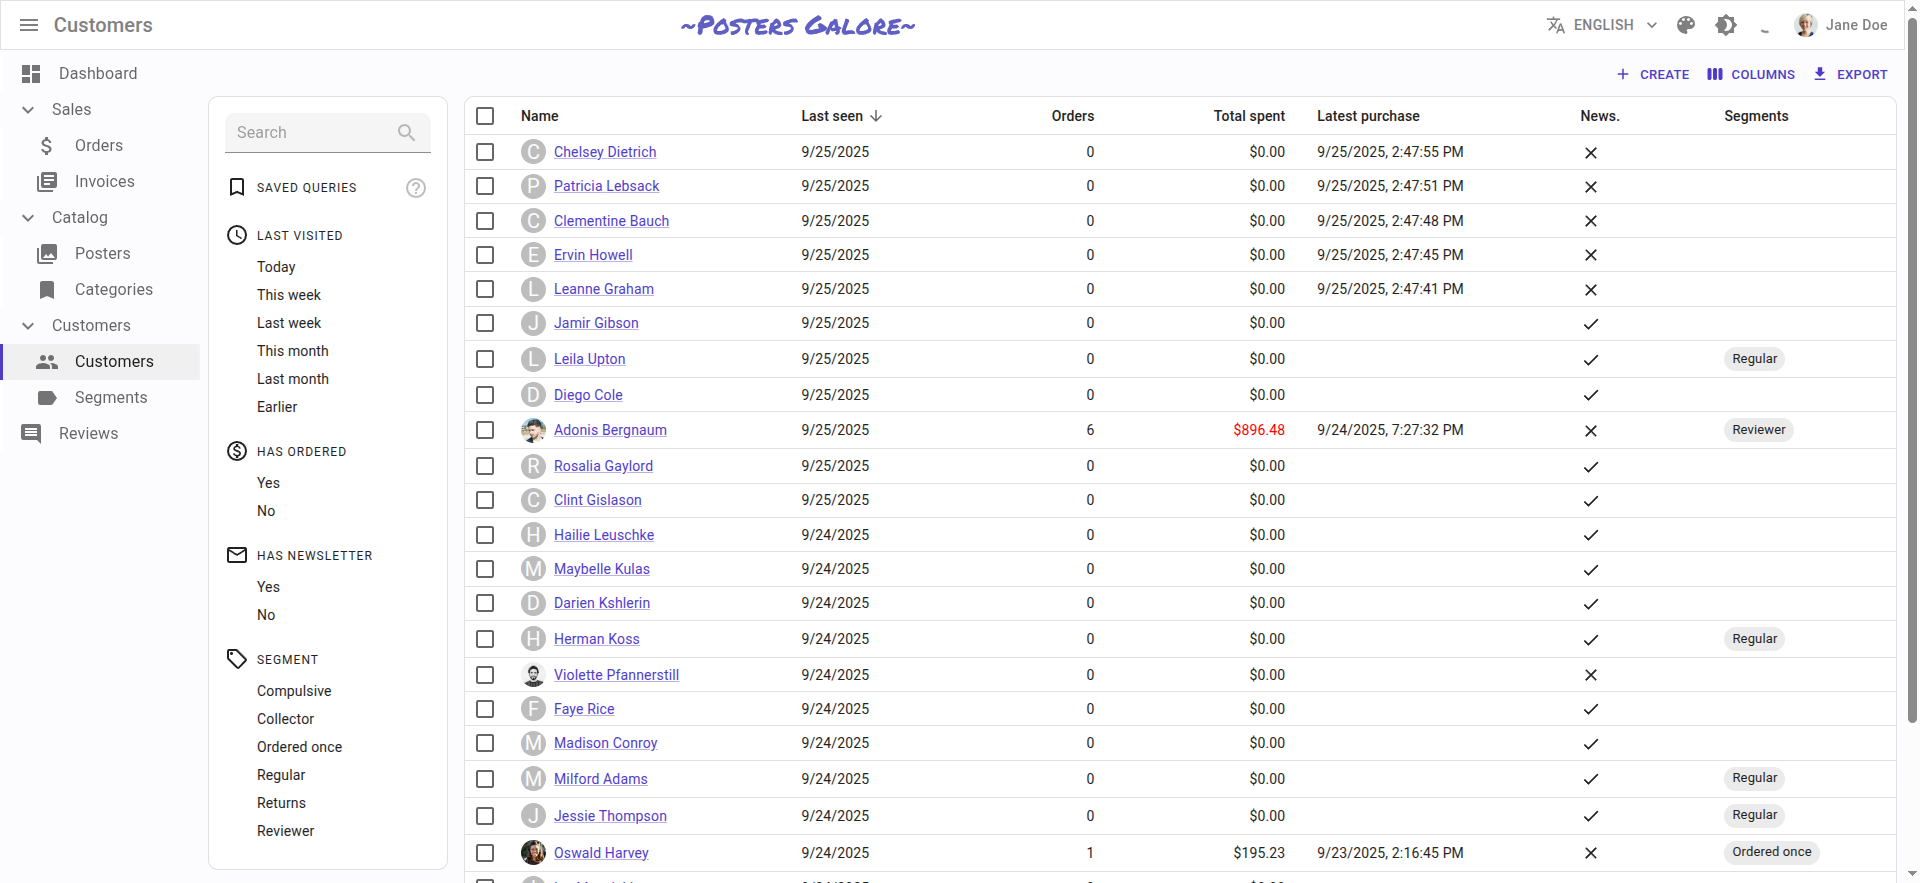 Customers
~Posters Galore~
ENGLISH
Jane Doe
Dashboard
Sales
Orders
Invoices
Catalog
Posters
Categories
Customers
Customers
Segments
Reviews
Search
SAVED QUERIES
LAST VISITED
Today
This week
Last week
This month
Last month
Earlier
HAS ORDERED
Yes
No
HAS NEWSLETTER
Yes
No
SEGMENT
Compulsive
Collector
Ordered once
Regular
Returns
Reviewer
CREATE COLUMNS EXPORT
Name Last seen Orders Total spent Latest purchase News. Segments
C Chelsey Dietrich 9/25/2025 0 $0.00 9/25/2025, 2:47:55 PM
P Patricia Lebsack 9/25/2025 0 $0.00 9/25/2025, 2:47:51 PM
C Clementine Bauch 9/25/2025 0 $0.00 9/25/2025, 2:47:48 PM
E Ervin Howell 9/25/2025 0 $0.00 9/25/2025, 2:47:45 PM
L Leanne Graham 9/25/2025 0 $0.00 9/25/2025, 2:47:41 PM
J Jamir Gibson 9/25/2025 0 $0.00
L Leila Upton 9/25/2025 0 $0.00 Regular
D Diego Cole 9/25/2025 0 $0.00
Adonis Bergnaum 9/25/2025 6 $896.48 9/24/2025, 7:27:32 PM Reviewer
R Rosalia Gaylord 9/25/2025 0 $0.00
C Clint Gislason 9/25/2025 0 $0.00
H Hailie Leuschke 9/24/2025 0 $0.00
M Maybelle Kulas 9/24/2025 0 $0.00
D Darien Kshlerin 9/24/2025 0 $0.00
H Herman Koss 9/24/2025 0 $0.00 Regular
Violette Pfannerstill 9/24/2025 0 $0.00
F Faye Rice 9/24/2025 0 $0.00
M Madison Conroy 9/24/2025 0 $0.00
M Milford Adams 9/24/2025 0 $0.00 Regular
J Jessie Thompson 9/24/2025 0 $0.00 Regular
Oswald Harvey 9/24/2025 1 $195.23 9/23/2025, 2:16:45 PM Ordered once